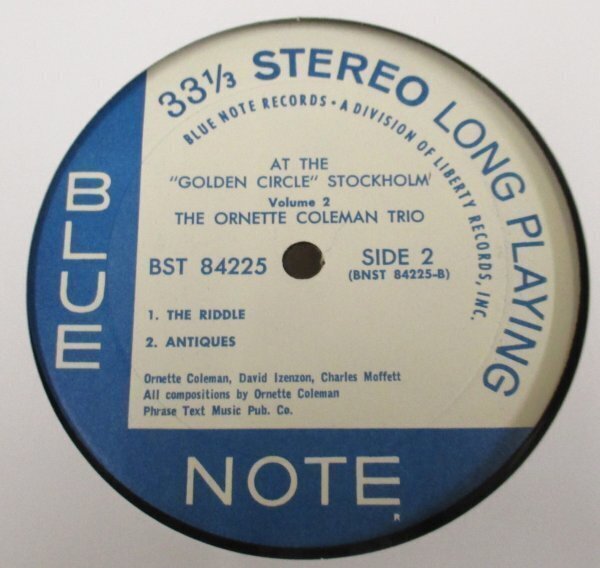 33⅓ STEREO LONG PLAYING
BLUE NOTE RECORDS • A DIVISION OF LIBERTY RECORDS, INC.
AT THE
"GOLDEN CIRCLE" STOCKHOLM
Volume 2
THE ORNETTE COLEMAN TRIO
BST 84225
SIDE 2
(BNST 84225-B)
1. THE RIDDLE
2. ANTIQUES
Ornette Coleman, David Izenzon, Charles Moffett
All compositions by Ornette Coleman
Phrase Text Music Pub. Co.
BLUE
NOTE
R